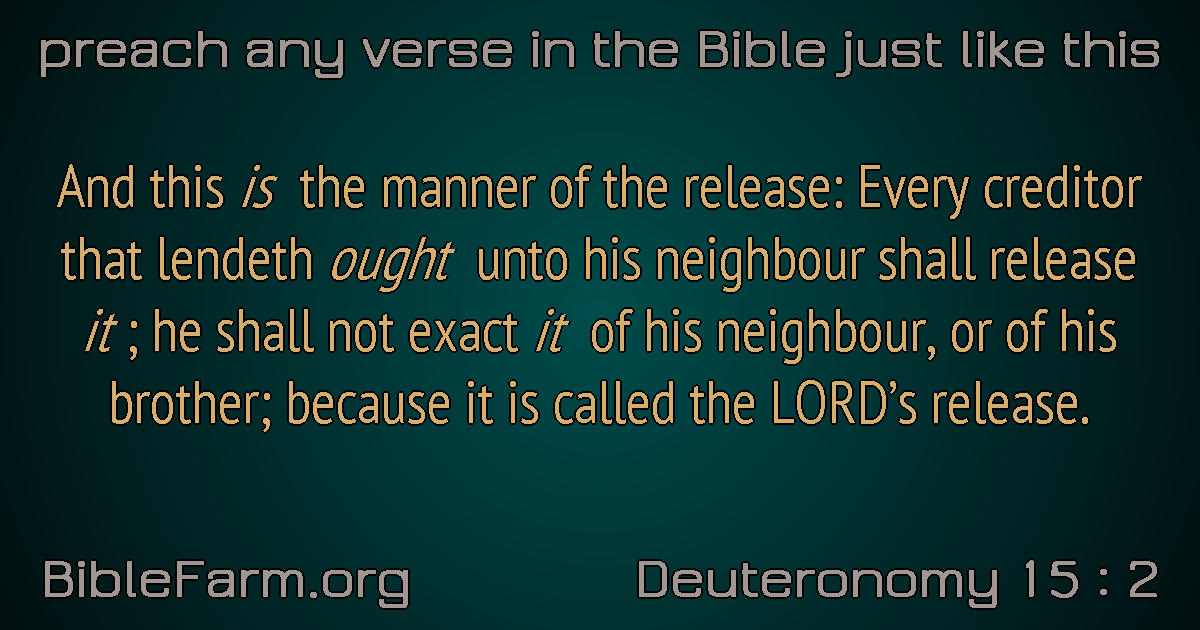 preach any verse in the Bible just like this
And this is the manner of the release: Every creditor
that lendeth ought unto his neighbour shall release
it ; he shall not exact it of his neighbour, or of his
brother; because it is called the LORD’s release.
BibleFarm.org
Deuteronomy 15 : 2